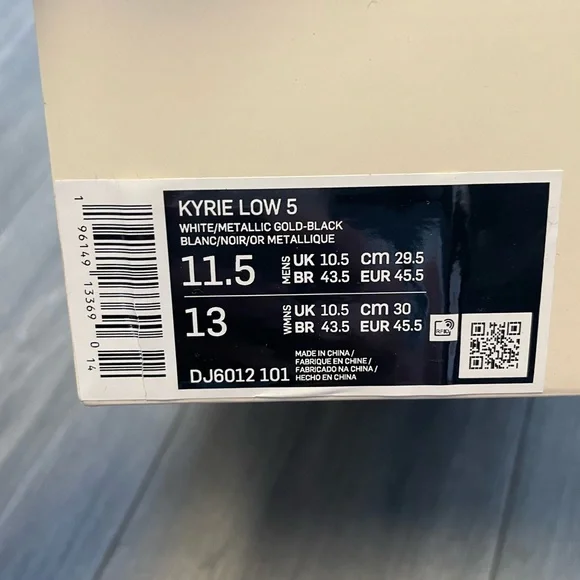 KYRIE LOW 5
WHITE/METALLIC GOLD-BLACK
BLANC/NOIR/OR METALLIQUE
11.5 MENS UK 10.5 cm 29.5
BR 43.5 EUR 45.5
13 WMNS UK 10.5 cm 30
BR 43.5 EUR 45.5
RFID
DJ6012 101
MADE IN CHINA /
FABRIQUE EN CHINE /
FABRICADO NA CHINA /
HECHO EN CHINA
1 96149 13369 0 14